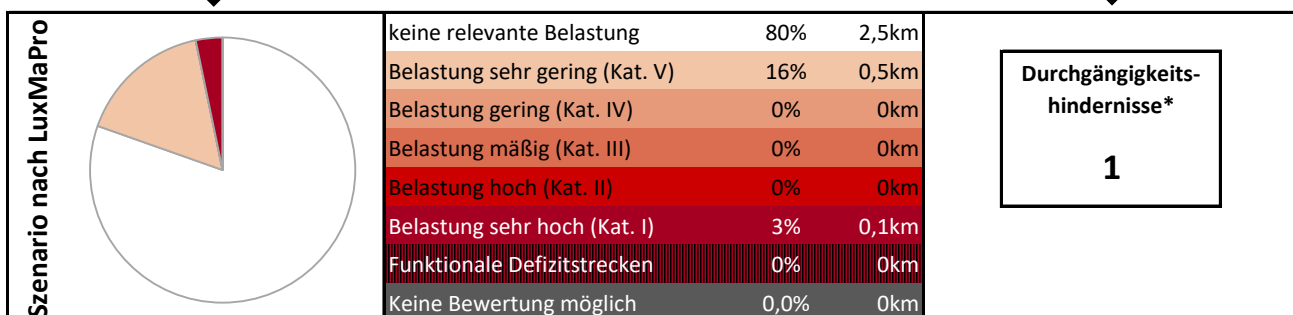 Szenario nach LuxMaPro
keine relevante Belastung 80% 2,5km
Belastung sehr gering (Kat. V) 16% 0,5km
Belastung gering (Kat. IV) 0% 0km
Belastung mäßig (Kat. III) 0% 0km
Belastung hoch (Kat. II) 0% 0km
Belastung sehr hoch (Kat. I) 3% 0,1km
Funktionale Defizitstrecken 0% 0km
Keine Bewertung möglich 0,0% 0km
Durchgängigkeits-
hindernisse*
1